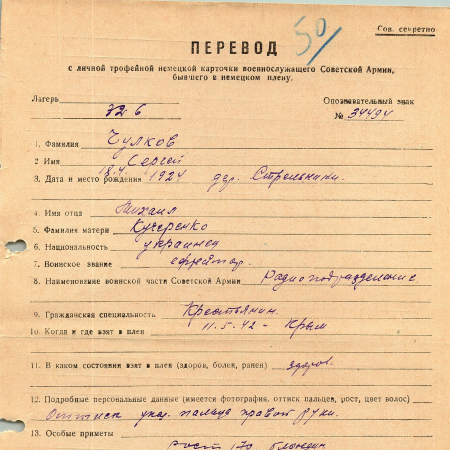 50
Сов. секретно
ПЕРЕВОД
с личной трофейной немецкой карточки военнослужащего Советской Армии,
бывшего в немецком плену.
Лагерь
Опознавательный знак
326
№ 34494
1. Фамилия Чулков
2 Имя Сергей
3. Дата и место рождения 18.4 1924 дер. Стрельники.
4. Имя отца Михаил
5. Фамилия матери Кучеренко
6. Национальность украинец
7. Воинское звание ефрейтор.
8. Наименование воинской части Советской Армии Радиоподразделение
9. Гражданская специальность Крестьянин.
10. Когда и где взят в плен 11.5.42 - Крым
11. В каком состоянии взят в плен (здоров, болен, ранен) здоров.
12. Подробные персональные данные (имеется фотография, оттиск пальцев, рост, цвет волос)
Оттиск указ. пальца правой руки.
13. Особые приметы
Рост 170 блондин